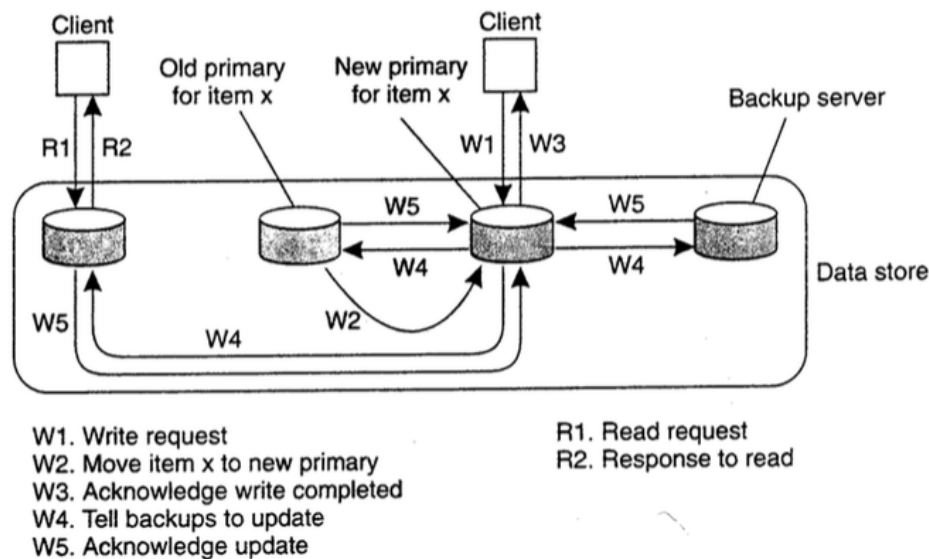 Client
Client
Old primary
for item x
New primary
for item x
Backup server
R1
R2
W1
W3
W5
W5
W4
W4
Data store
W5
W2
W4
W1. Write request
W2. Move item x to new primary
W3. Acknowledge write completed
W4. Tell backups to update
W5. Acknowledge update
R1. Read request
R2. Response to read